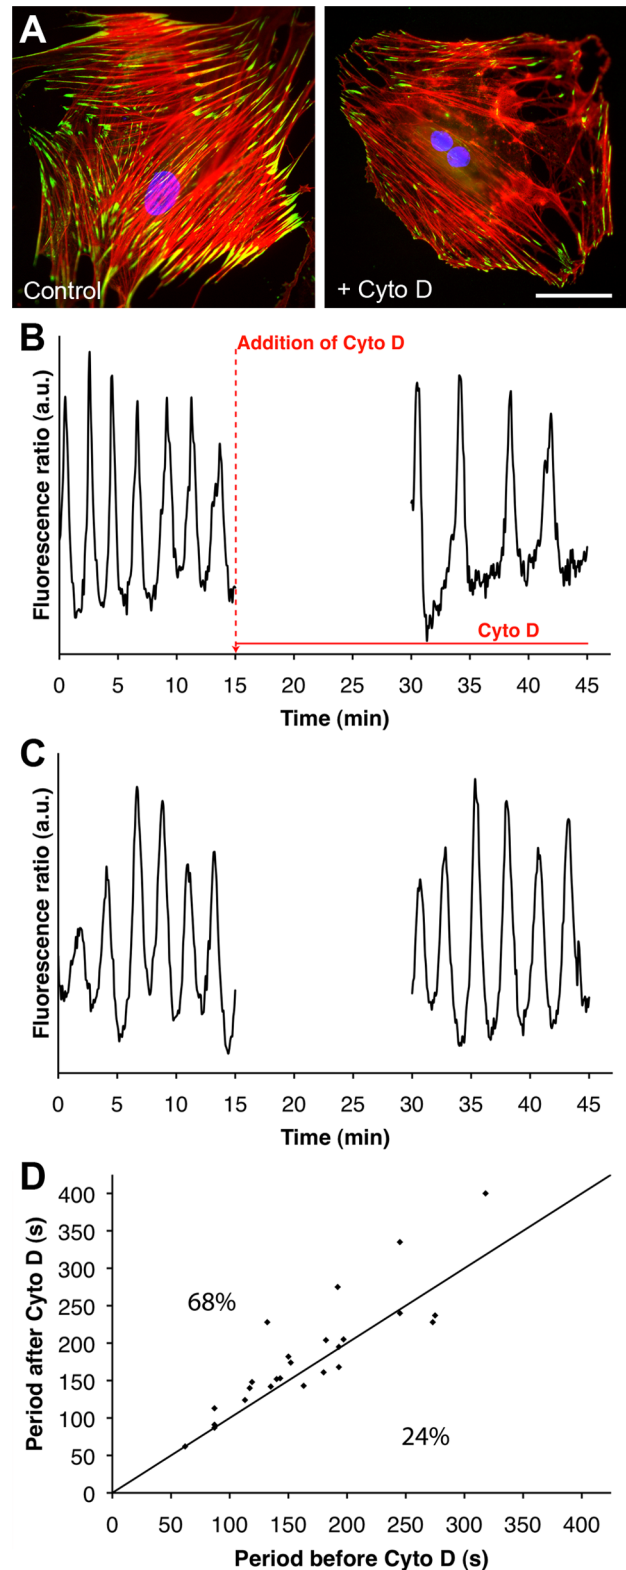 A
Control
+ Cyto D
B
Addition of Cyto D
Fluorescence ratio (a.u.)
Cyto D
0 5 10 15 20 25 30 35 40 45
Time (min)
C
Fluorescence ratio (a.u.)
0 5 10 15 20 25 30 35 40 45
Time (min)
D
Period after Cyto D (s)
400
350
300
250
200
150
100
50
0
68%
24%
0 50 100 150 200 250 300 350 400
Period before Cyto D (s)